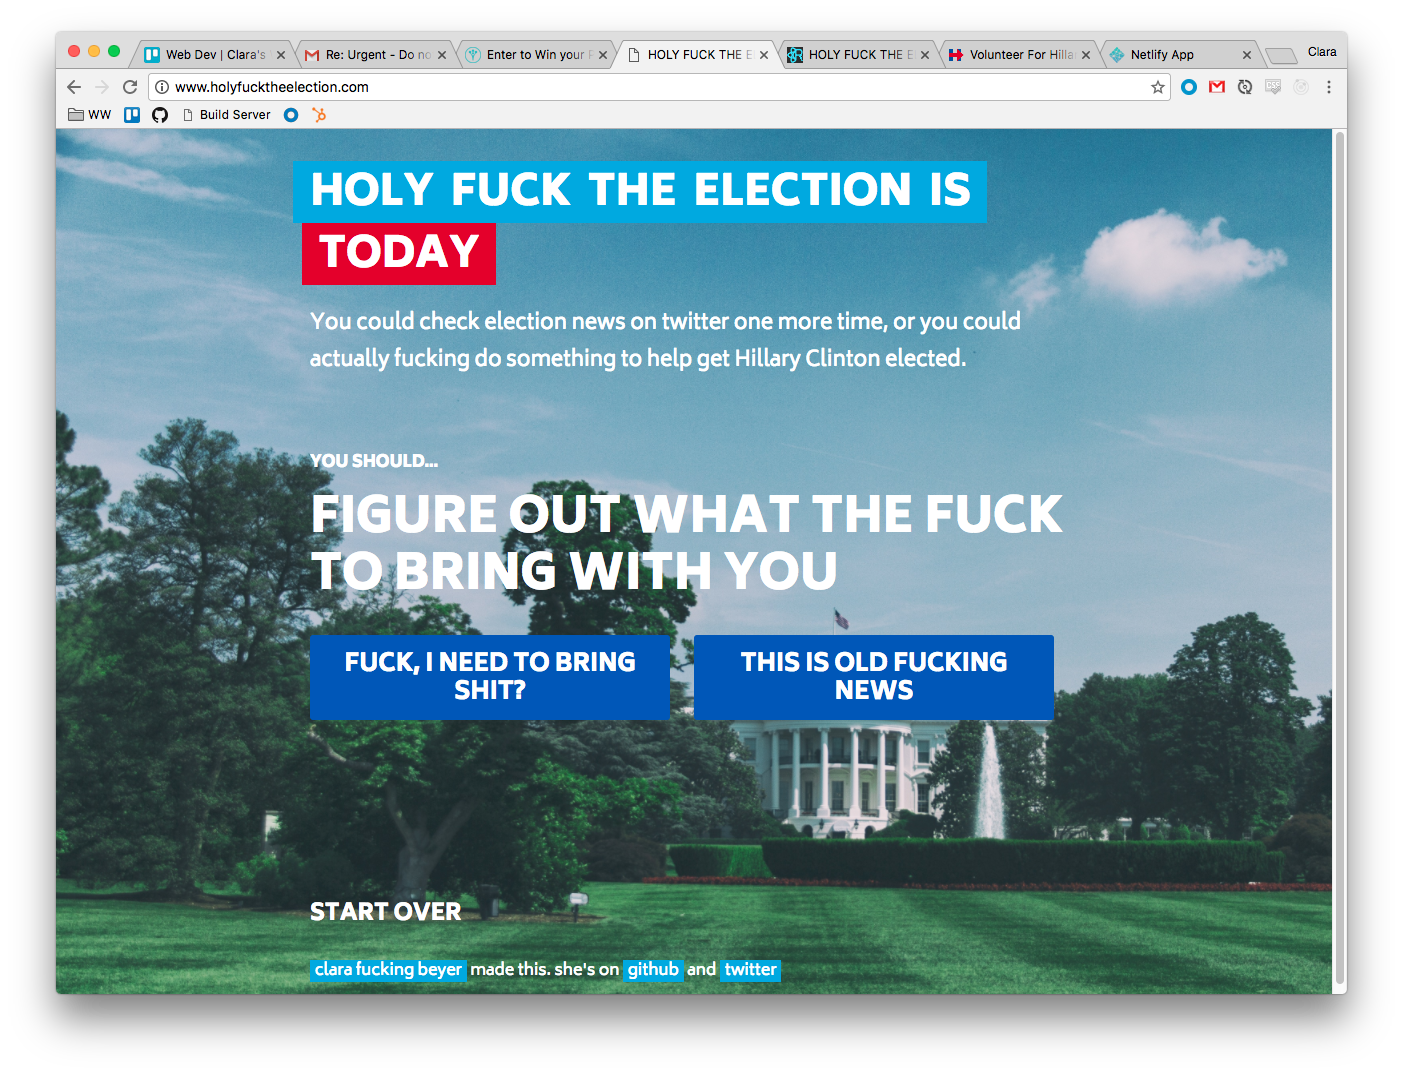 Web Dev | Clara's
Re: Urgent - Do no
Enter to Win your
HOLY FUCK THE E
HOLY FUCK THE E
Volunteer For Hilla
Netlify App
Clara
www.holyfucktheelection.com
WW
Build Server
HOLY FUCK THE ELECTION IS
TODAY
You could check election news on twitter one more time, or you could
actually fucking do something to help get Hillary Clinton elected.
YOU SHOULD...
FIGURE OUT WHAT THE FUCK
TO BRING WITH YOU
FUCK, I NEED TO BRING
SHIT?
THIS IS OLD FUCKING
NEWS
START OVER
clara fucking beyer made this. she's on github and twitter